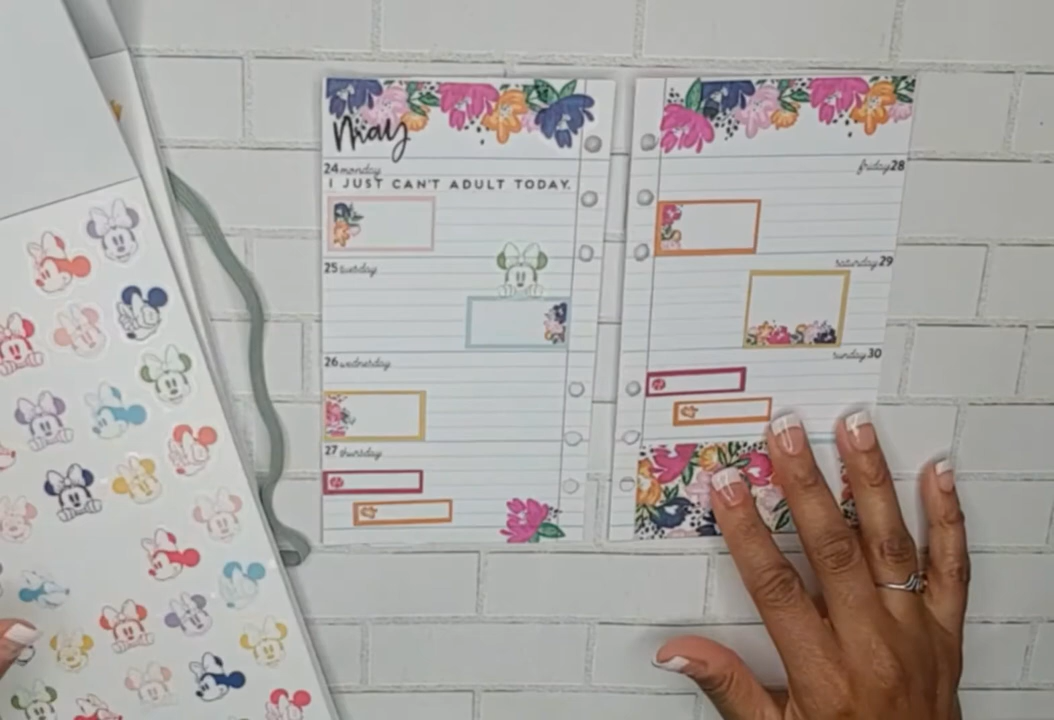 may
24 monday
I JUST CAN'T ADULT TODAY.
25 tuesday
26 wednesday
27 thursday
friday 28
saturday 29
sunday 30